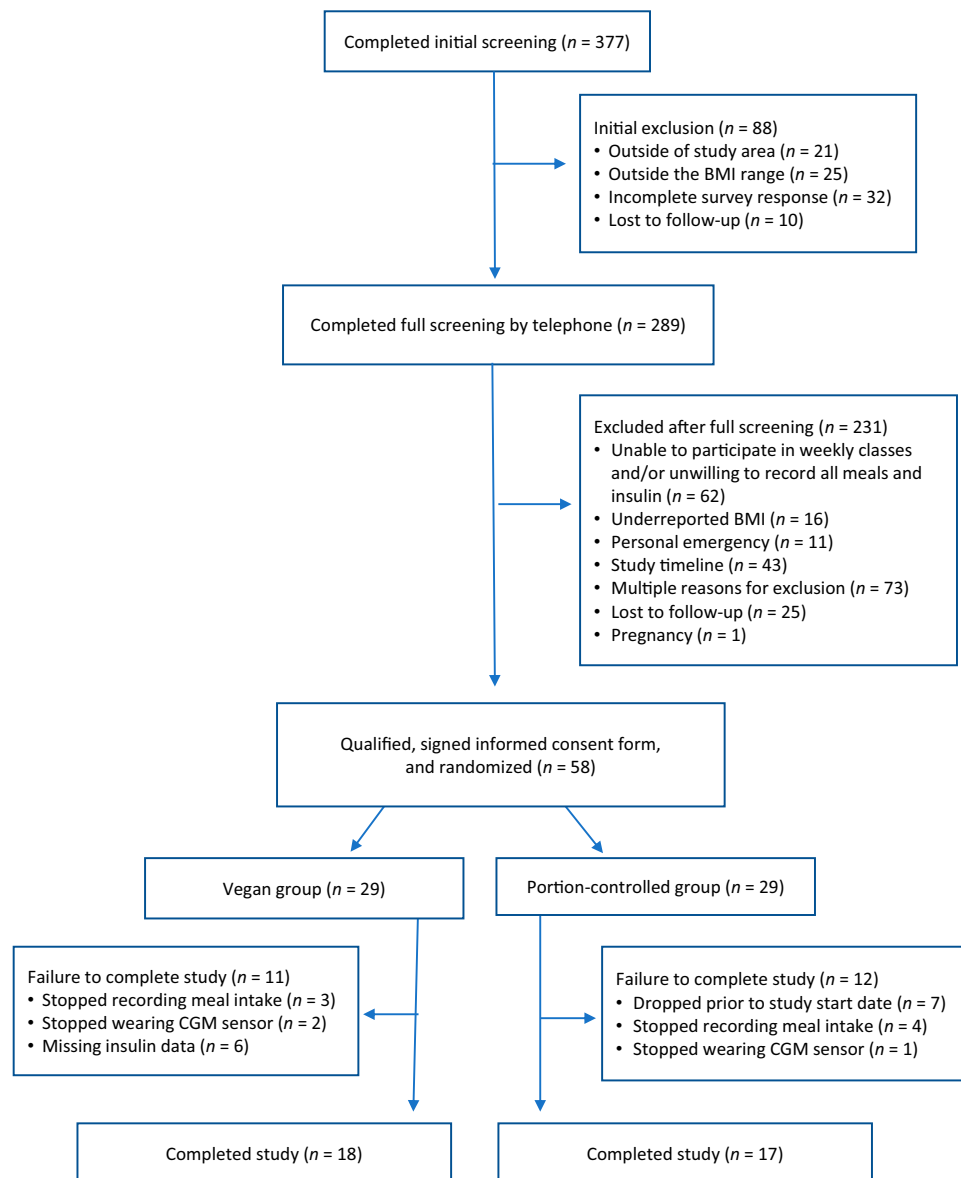 Completed initial screening (n = 377)
Initial exclusion (n = 88)
• Outside of study area (n = 21)
• Outside the BMI range (n = 25)
• Incomplete survey response (n = 32)
• Lost to follow-up (n = 10)
Completed full screening by telephone (n = 289)
Excluded after full screening (n = 231)
• Unable to participate in weekly classes
and/or unwilling to record all meals and
insulin (n = 62)
• Underreported BMI (n = 16)
• Personal emergency (n = 11)
• Study timeline (n = 43)
• Multiple reasons for exclusion (n = 73)
• Lost to follow-up (n = 25)
• Pregnancy (n = 1)
Qualified, signed informed consent form,
and randomized (n = 58)
Vegan group (n = 29)
Portion-controlled group (n = 29)
Failure to complete study (n = 11)
• Stopped recording meal intake (n = 3)
• Stopped wearing CGM sensor (n = 2)
• Missing insulin data (n = 6)
Failure to complete study (n = 12)
• Dropped prior to study start date (n = 7)
• Stopped recording meal intake (n = 4)
• Stopped wearing CGM sensor (n = 1)
Completed study (n = 18)
Completed study (n = 17)